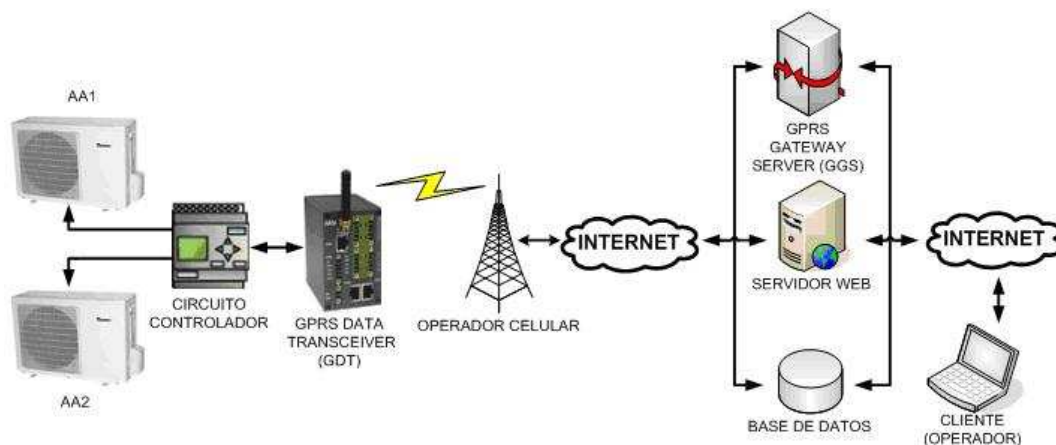 AA1
AA2
CIRCUITO
CONTROLADOR
GPRS DATA
TRANSCEIVER
(GDT)
OPERADOR CELULAR
INTERNET
GPRS
GATEWAY
SERVER (GGS)
SERVIDOR WEB
BASE DE DATOS
INTERNET
CLIENTE
(OPERADOR)